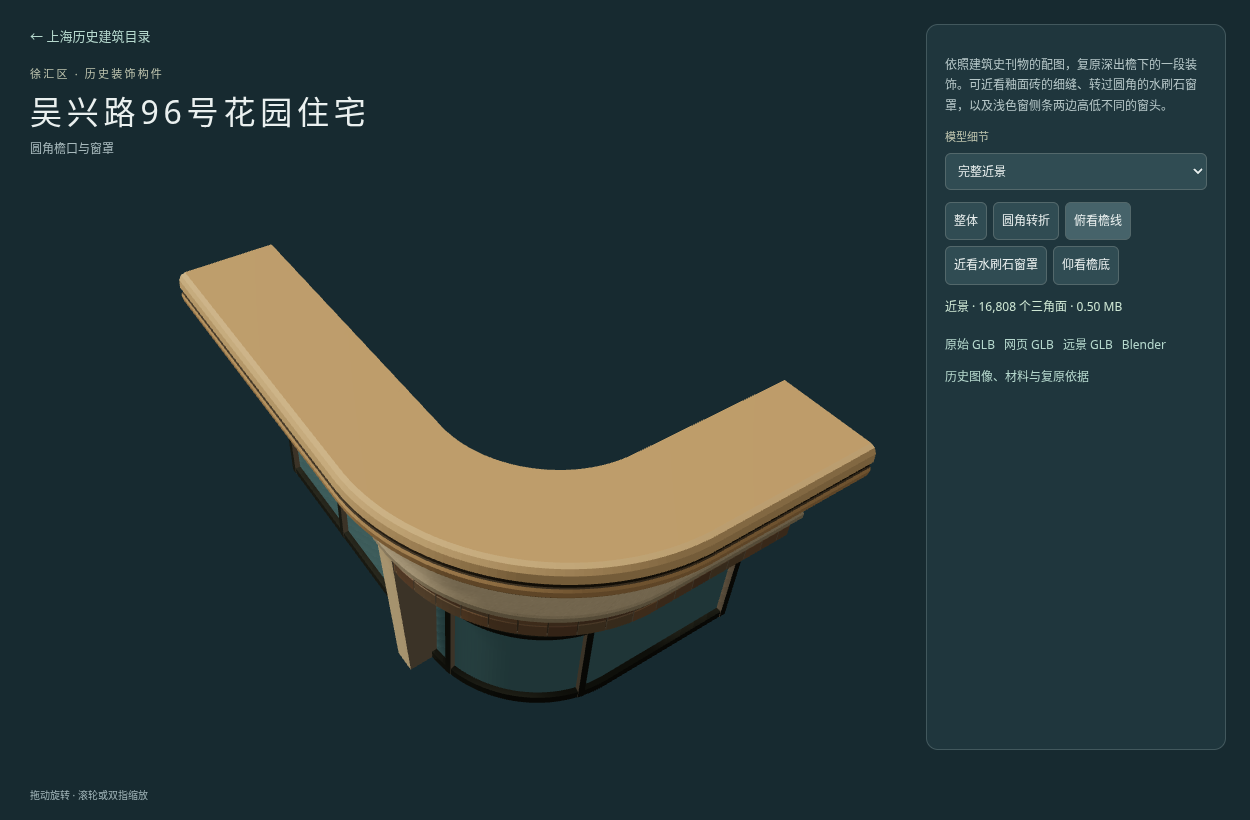 ← 上海历史建筑目录
徐汇区 · 历史装饰构件
吴兴路96号花园住宅
圆角檐口与窗罩
依照建筑史刊物的配图，复原深出檐下的一段装
饰。可近看釉面砖的细缝、转过圆角的水刷石窗
罩，以及浅色窗侧条两边高低不同的窗头。
模型细节
完整近景
整体 圆角转折 俯看檐线
近看水刷石窗罩 仰看檐底
近景 · 16,808 个三角面 · 0.50 MB
原始 GLB 网页 GLB 远景 GLB Blender
历史图像、材料与复原依据
拖动旋转 · 滚轮或双指缩放